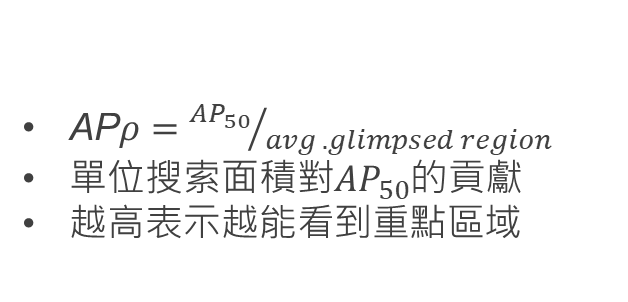 • APρ = AP₅₀/avg .glimpsed region
• 單位搜索面積對AP₅₀的貢獻
• 越高表示越能看到重點區域